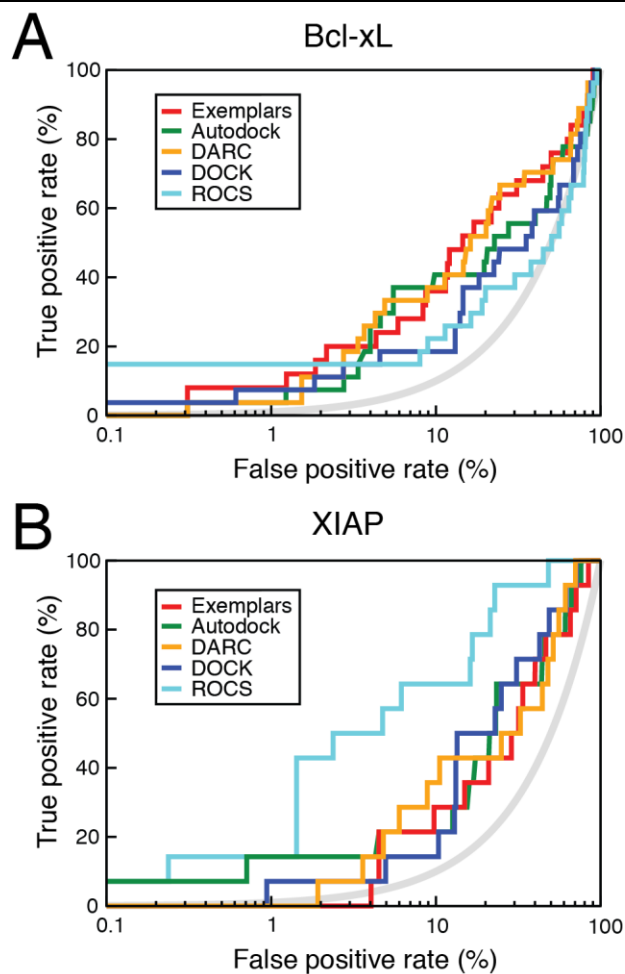 A
Bcl-xL
True positive rate (%)
100
80
60
40
20
0
Exemplars
Autodock
DARC
DOCK
ROCS
0.1
1
10
100
False positive rate (%)
B
XIAP
True positive rate (%)
100
80
60
40
20
0
Exemplars
Autodock
DARC
DOCK
ROCS
0.1
1
10
100
False positive rate (%)